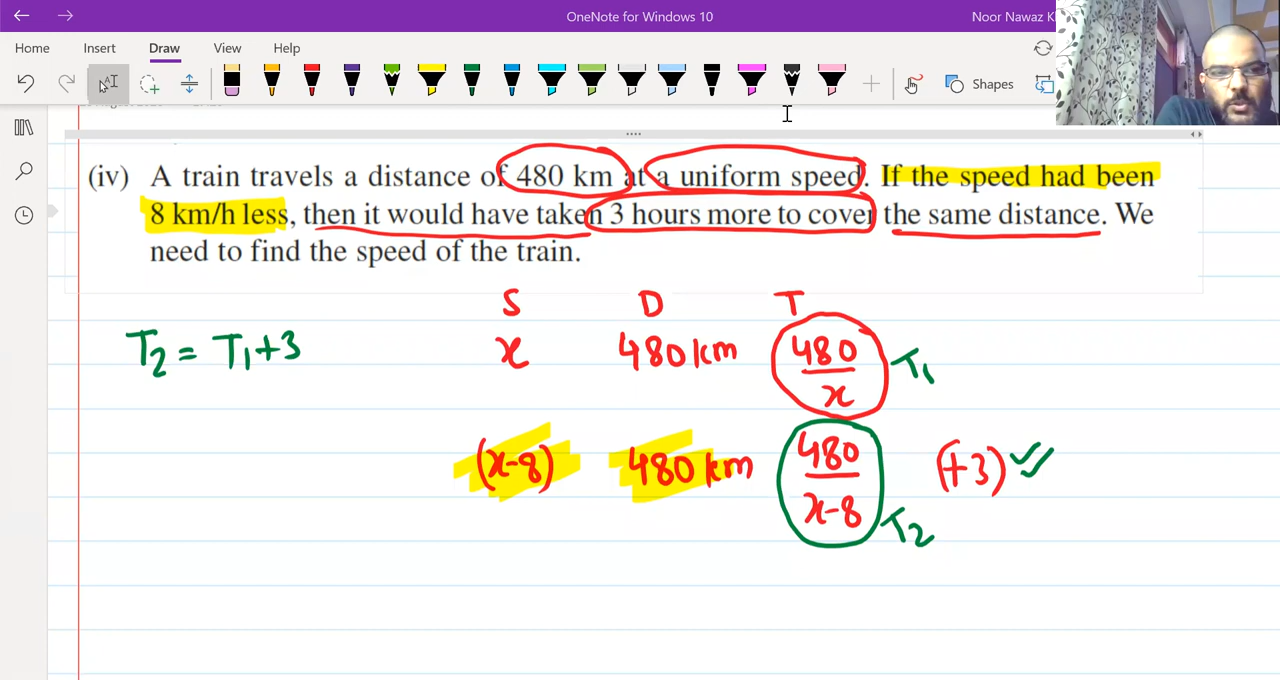 OneNote for Windows 10
Noor Nawaz K
Home Insert Draw View Help
Shapes
(iv) A train travels a distance of 480 km at a uniform speed. If the speed had been
8 km/h less, then it would have taken 3 hours more to cover the same distance. We
need to find the speed of the train.
S D T
T2 = T1+3
x 480 km 480/x T1
(x-8) 480 km 480/x-8 (+3)
T2